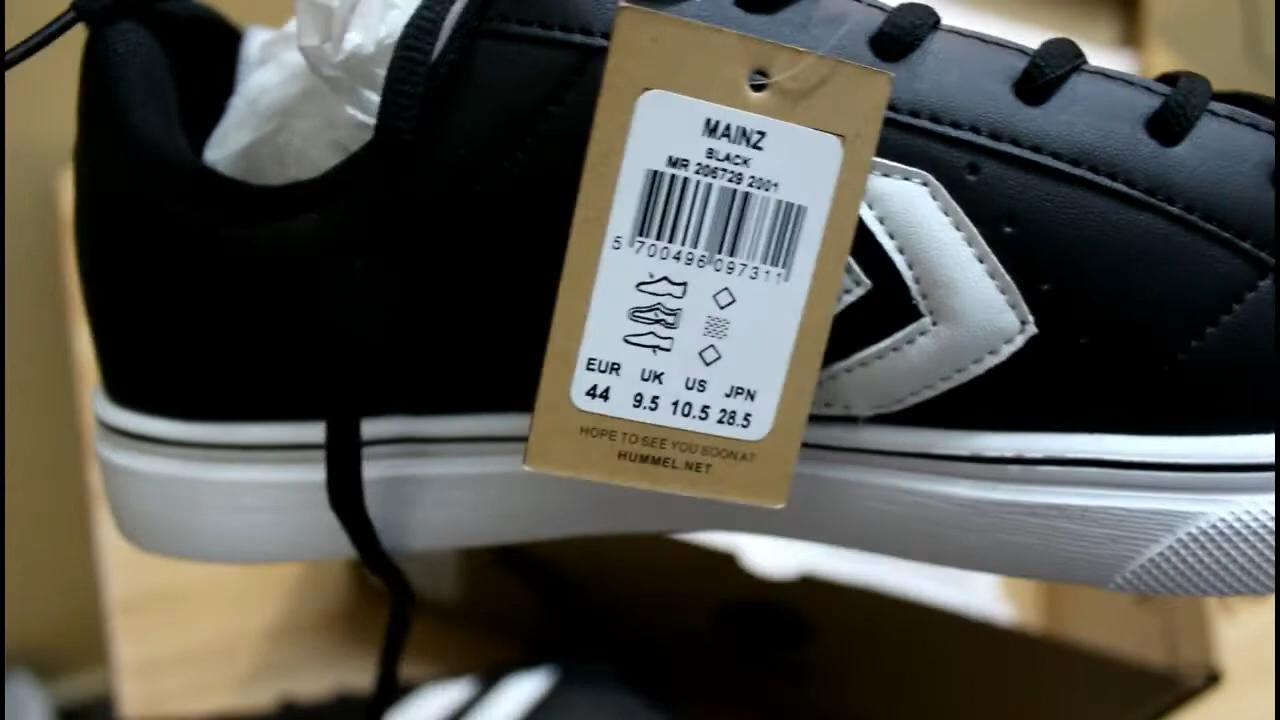 MAINZ
BLACK
MR 206729 2001
5 700496 097311
EUR UK US JPN
44 9.5 10.5 28.5
HOPE TO SEE YOU SOON AT
HUMMEL.NET